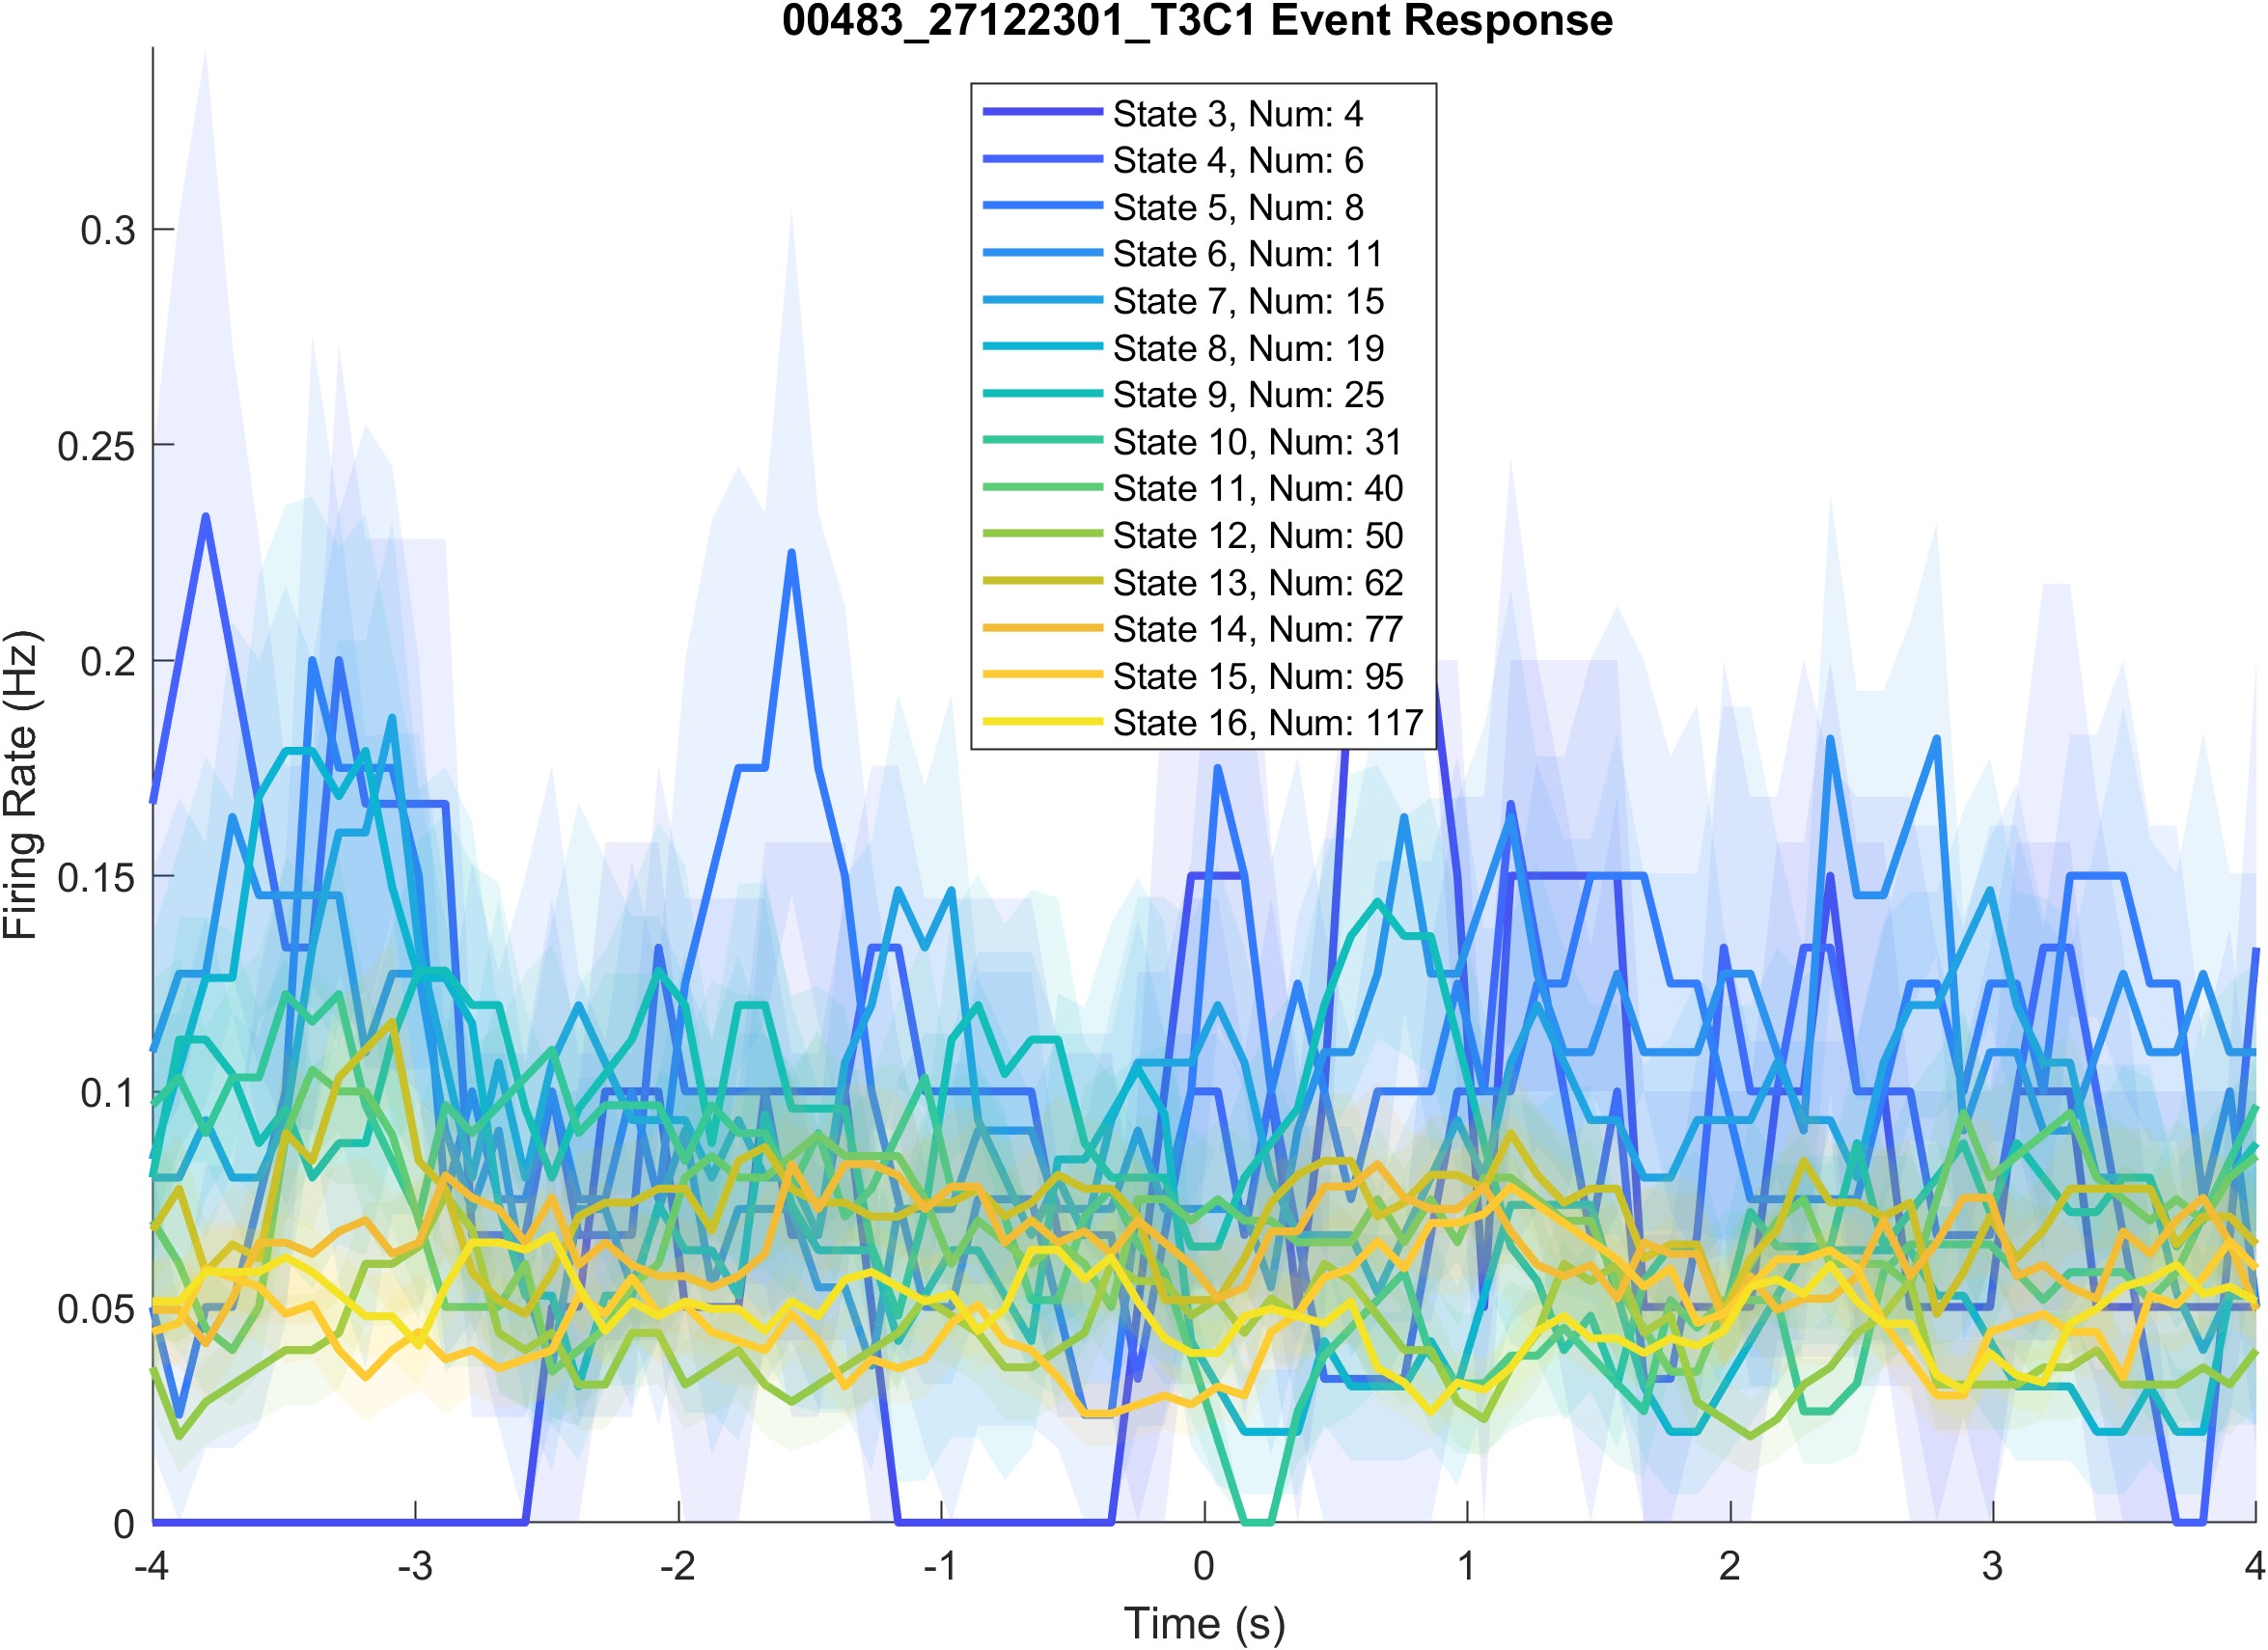 00483_27122301_T3C1 Event Response
State 3, Num: 4
State 4, Num: 6
State 5, Num: 8
State 6, Num: 11
State 7, Num: 15
State 8, Num: 19
State 9, Num: 25
State 10, Num: 31
State 11, Num: 40
State 12, Num: 50
State 13, Num: 62
State 14, Num: 77
State 15, Num: 95
State 16, Num: 117
Firing Rate (Hz)
0.3
0.25
0.2
0.15
0.1
0.05
0
-4 -3 -2 -1 0 1 2 3 4
Time (s)